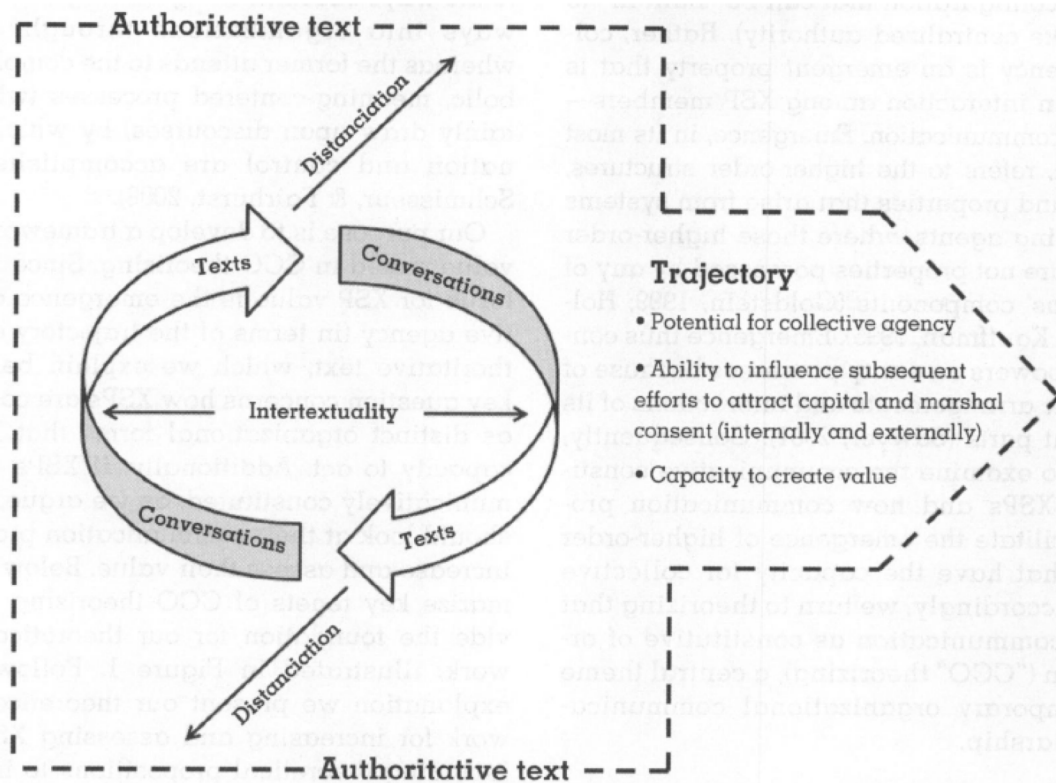 Authoritative text
Distanciation
Texts
Conversations
Trajectory
• Potential for collective agency
• Ability to influence subsequent
efforts to attract capital and marshal
consent (internally and externally)
• Capacity to create value
Intertextuality
Conversations
Texts
Distanciation
Authoritative text